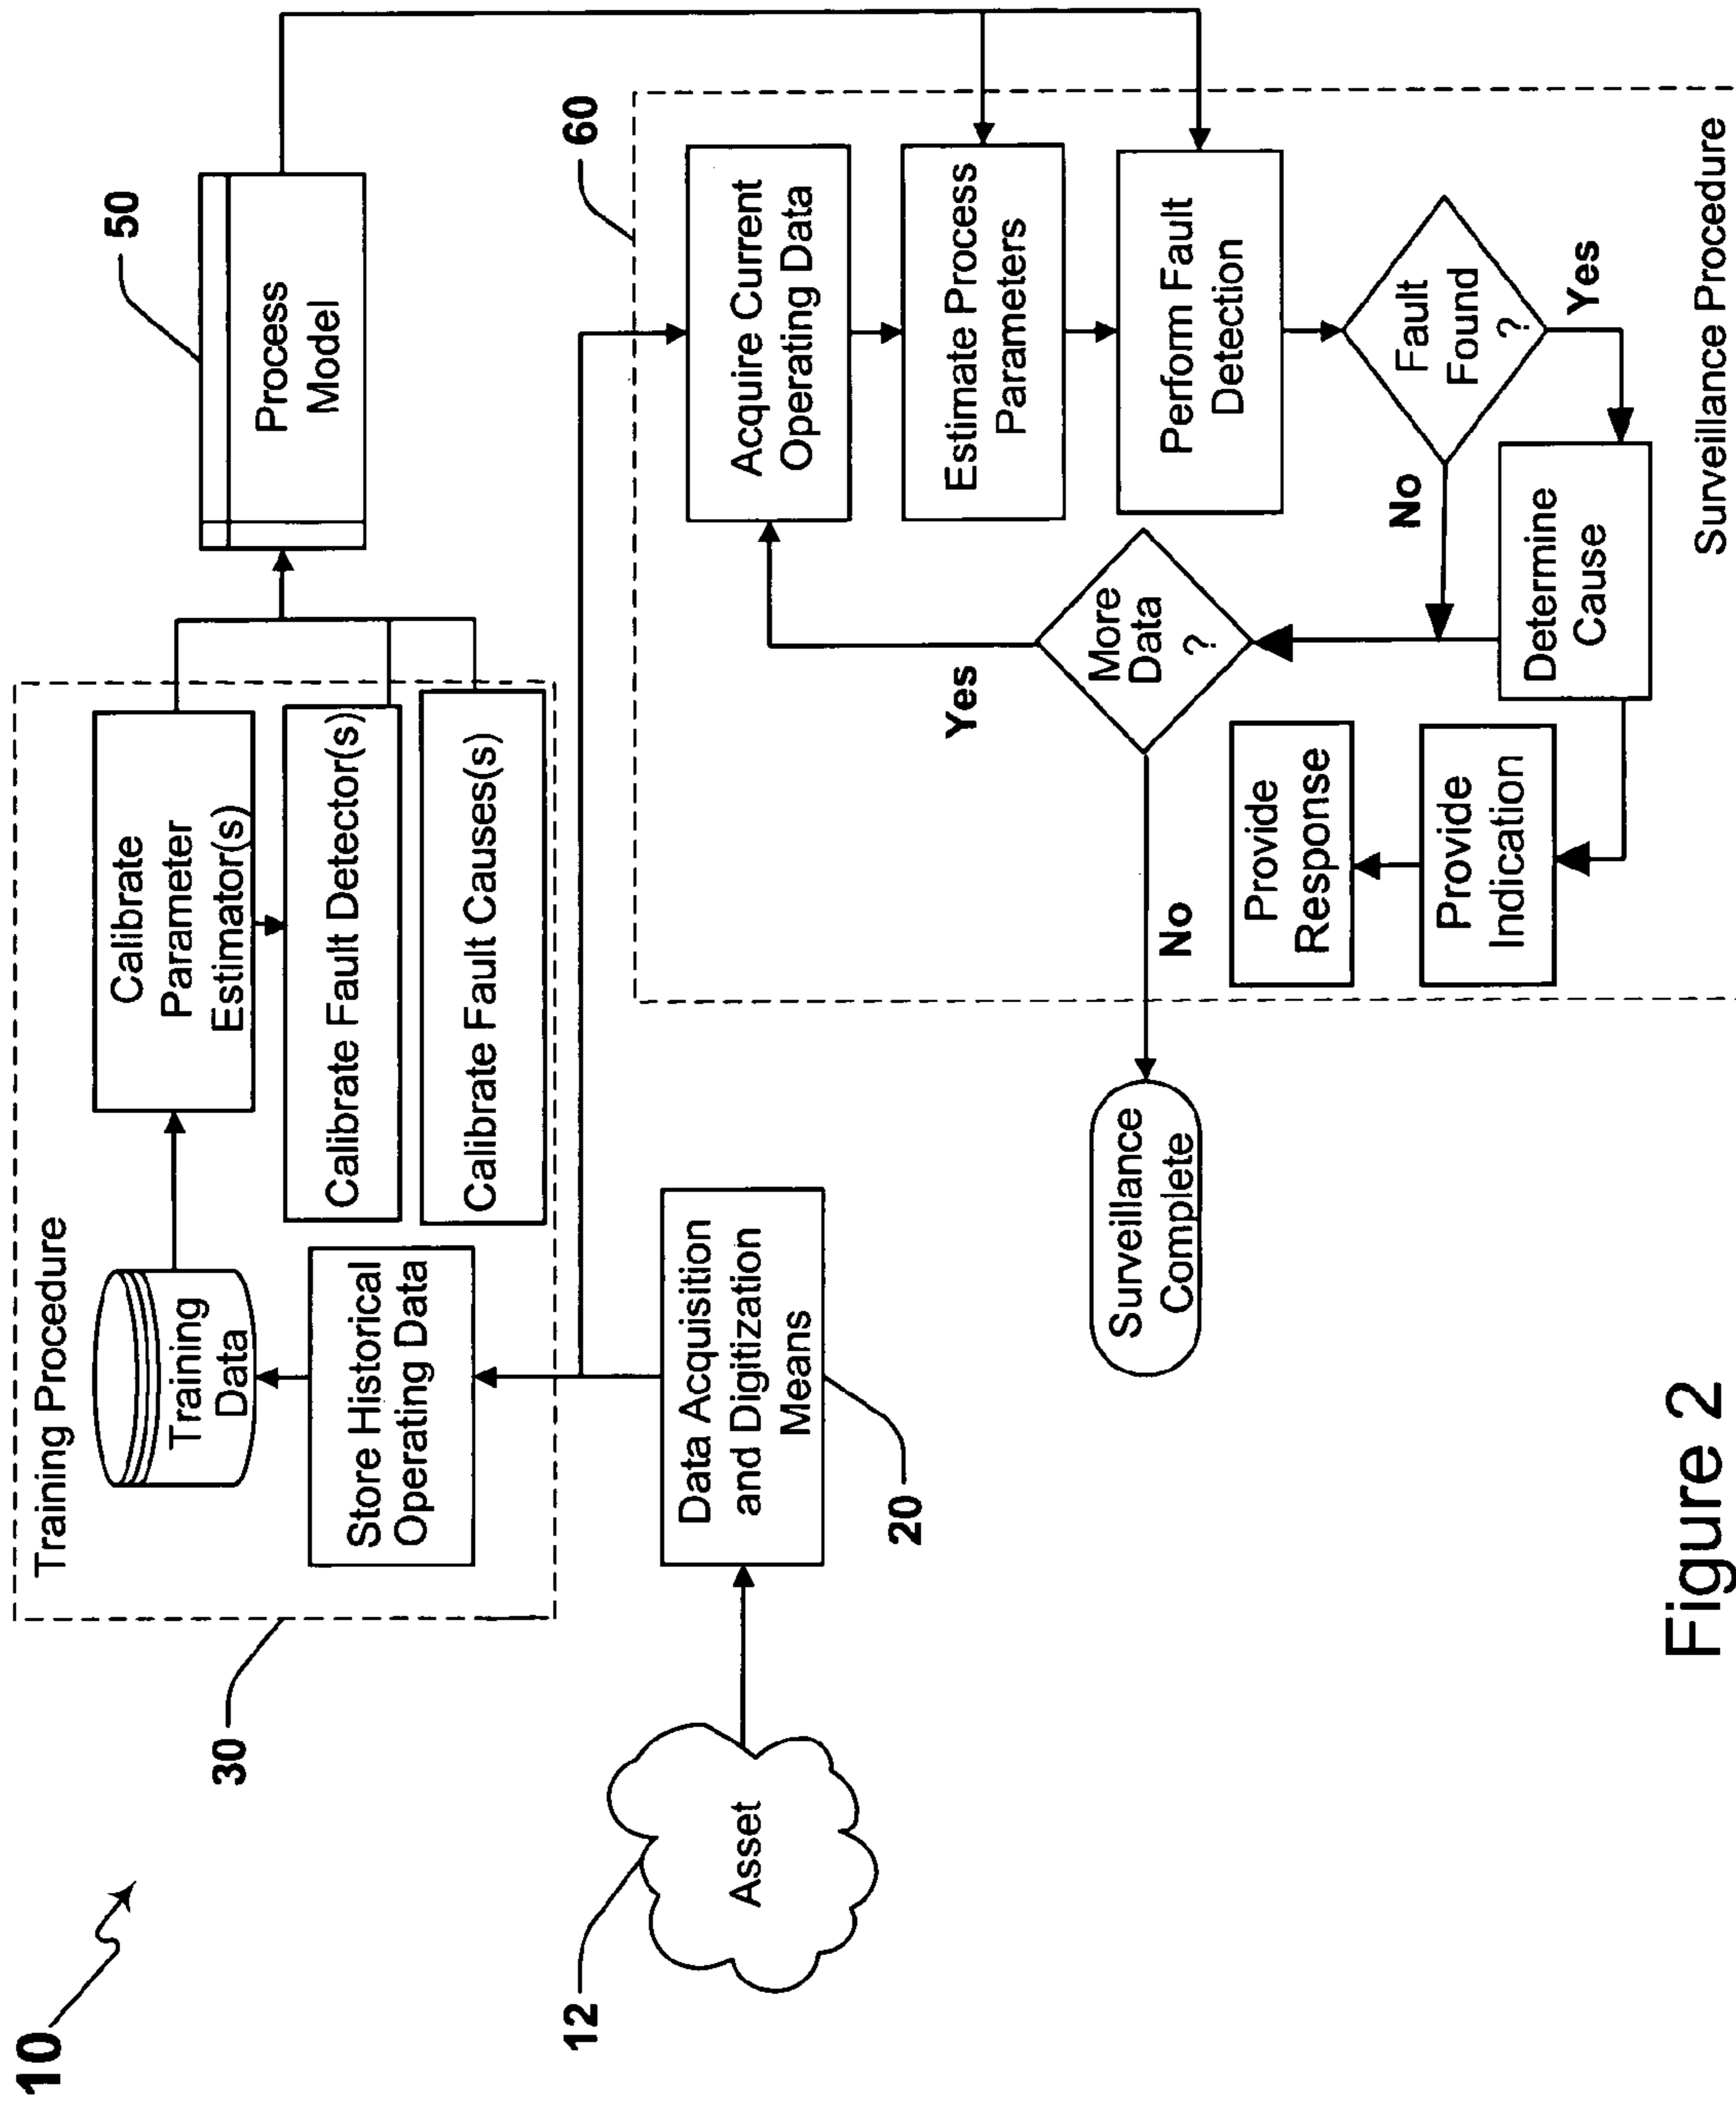 10
Training Procedure
30
Training
Data
Store Historical
Operating Data
Calibrate
Parameter
Estimator(s)
Calibrate Fault Detector(s)
Calibrate Fault Causes(s)
50
Process
Model
12
Asset
Data Acquisition
and Digitization
Means
20
60
Acquire Current
Operating Data
Estimate Process
Parameters
Perform Fault
Detection
Fault
Found
?
Yes
No
Determine
Cause
More
Data
?
Yes
No
Provide
Response
Provide
Indication
Surveillance
Complete
Surveillance Procedure
Figure 2